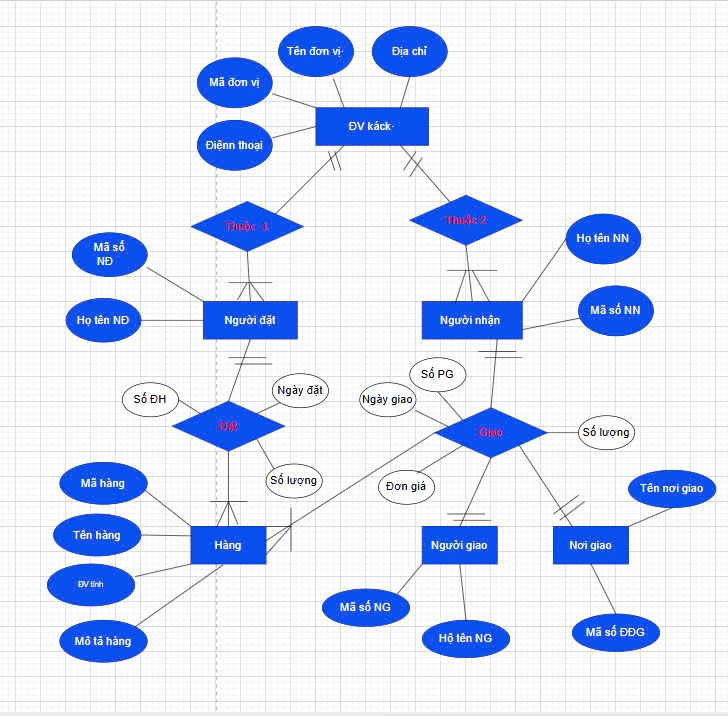 Tên đơn vị
Địa chỉ
Mã đơn vị
ĐV káck
Điệnn thoại
Thuộc 1
Thuộc 2
Mã số
NĐ
Họ tên NN
Họ tên NĐ
Người đặt
Người nhận
Mã số NN
Số PG
Số ĐH
Ngày đặt
Ngày giao
Đặt
Giao
Số lượng
Số lượng
Đơn giá
Mã hàng
Tên nơi giao
Tên hàng
Hàng
Người giao
Nơi giao
ĐV tính
Mã số NG
Mô tả hàng
Hộ tên NG
Mã số ĐĐG